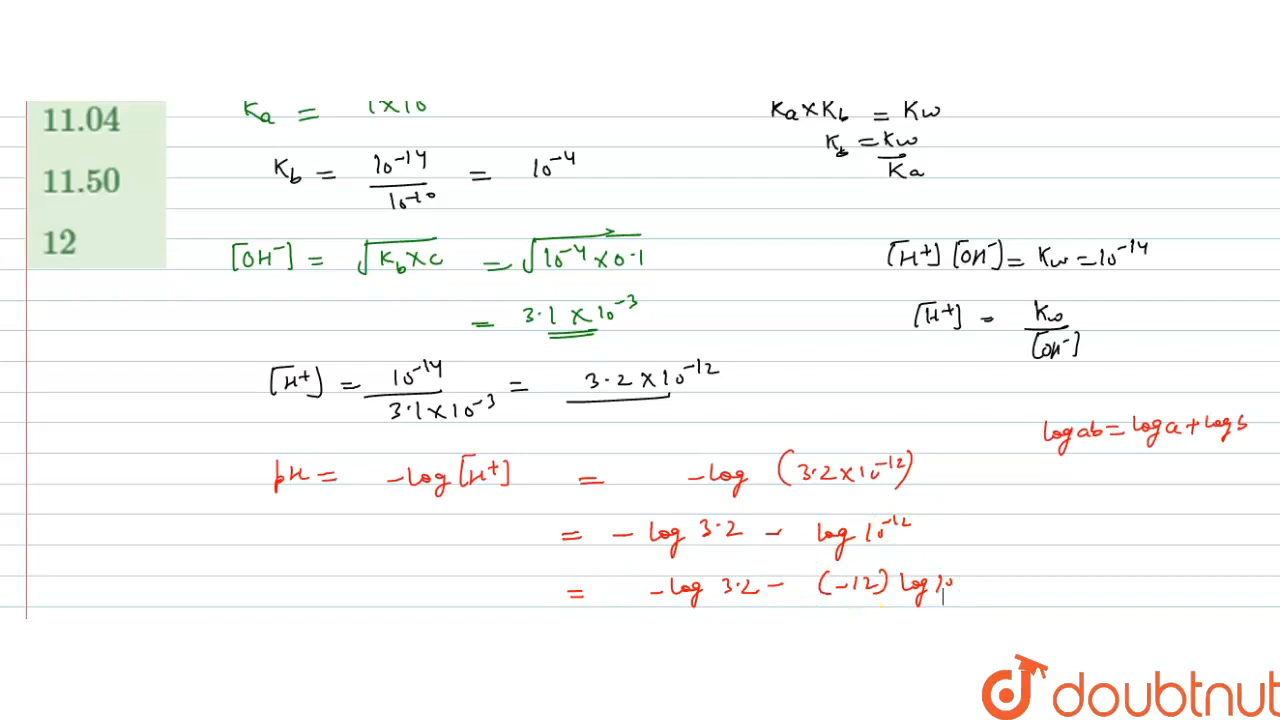 11.04
11.50
12
Ka = 1×10
Ka×Kb = Kw
Kb = Kw/Ka
Kb = 10⁻¹⁴/10⁻¹⁰ = 10⁻⁴
[OH⁻] = √Kb×c = √10⁻⁴×0.1
= 3.1×10⁻³
[H⁺][OH⁻] = Kw = 10⁻¹⁴
[H⁺] = Kw/[OH⁻]
[H⁺] = 10⁻¹⁴/3.1×10⁻³ = 3.2×10⁻¹²
log ab = log a + log b
pH = -log[H⁺] = -log (3.2×10⁻¹²)
= -log 3.2 - log 10⁻¹²
= -log 3.2 - (-12) log 10
doubtnut